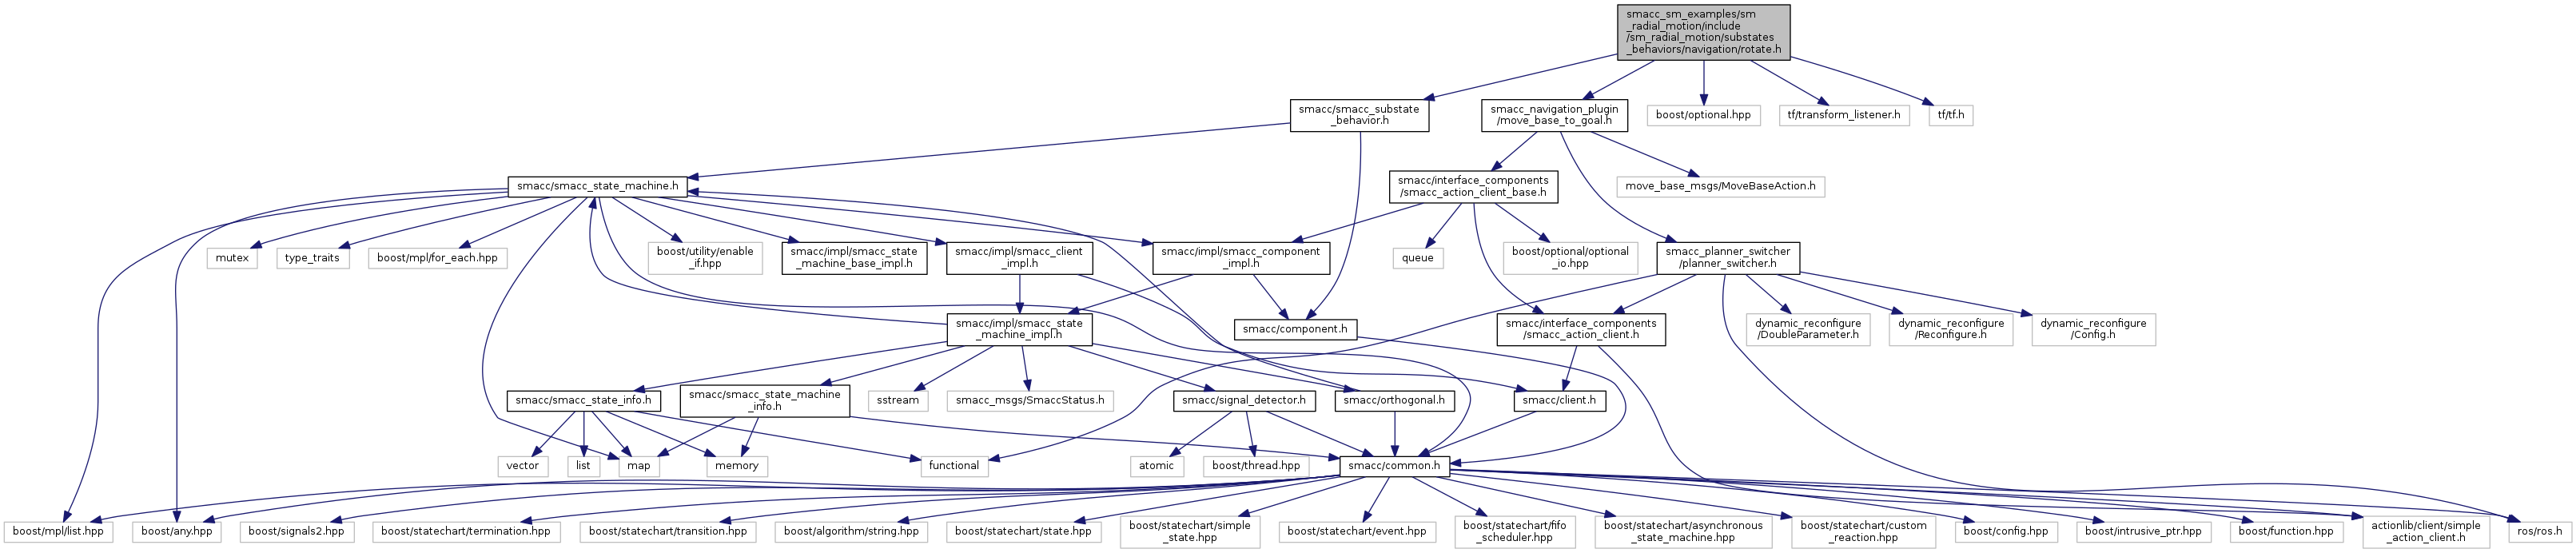 smacc_sm_examples/sm
_radial_motion/include
/sm_radial_motion/substates
_behaviors/navigation/rotate.h
smacc/smacc_substate
_behavior.h
smacc_navigation_plugin
/move_base_to_goal.h
boost/optional.hpp
tf/transform_listener.h
tf/tf.h
smacc/smacc_state_machine.h
smacc/interface_components
/smacc_action_client_base.h
move_base_msgs/MoveBaseAction.h
mutex
type_traits
boost/mpl/for_each.hpp
boost/utility/enable
_if.hpp
smacc/impl/smacc_state
_machine_base_impl.h
smacc/impl/smacc_client
_impl.h
smacc/impl/smacc_component
_impl.h
queue
boost/optional/optional
_io.hpp
smacc_planner_switcher
/planner_switcher.h
smacc/impl/smacc_state
_machine_impl.h
smacc/component.h
smacc/interface_components
/smacc_action_client.h
dynamic_reconfigure
/DoubleParameter.h
dynamic_reconfigure
/Reconfigure.h
dynamic_reconfigure
/Config.h
smacc/smacc_state_info.h
smacc/smacc_state_machine
_info.h
sstream
smacc_msgs/SmaccStatus.h
smacc/signal_detector.h
smacc/orthogonal.h
smacc/client.h
vector
list
map
memory
functional
atomic
boost/thread.hpp
smacc/common.h
boost/mpl/list.hpp
boost/any.hpp
boost/signals2.hpp
boost/statechart/termination.hpp
boost/statechart/transition.hpp
boost/algorithm/string.hpp
boost/statechart/state.hpp
boost/statechart/simple
_state.hpp
boost/statechart/event.hpp
boost/statechart/fifo
_scheduler.hpp
boost/statechart/asynchronous
_state_machine.hpp
boost/statechart/custom
_reaction.hpp
boost/config.hpp
boost/intrusive_ptr.hpp
boost/function.hpp
actionlib/client/simple
_action_client.h
ros/ros.h